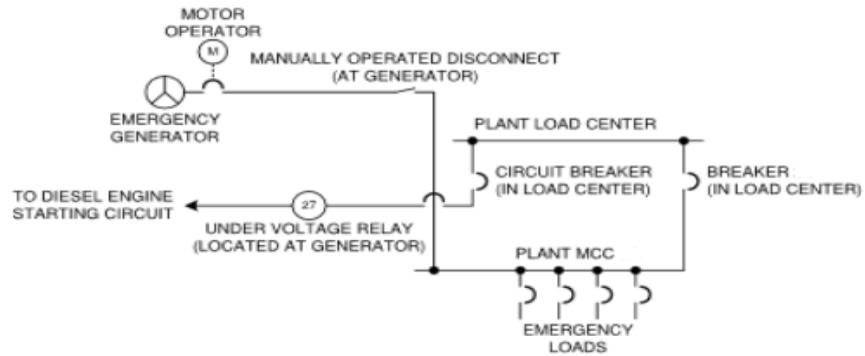 MOTOR
OPERATOR
M
MANUALLY OPERATED DISCONNECT
(AT GENERATOR)
EMERGENCY
GENERATOR
PLANT LOAD CENTER
CIRCUIT BREAKER
(IN LOAD CENTER)
BREAKER
(IN LOAD CENTER)
TO DIESEL ENGINE
STARTING CIRCUIT
27
UNDER VOLTAGE RELAY
(LOCATED AT GENERATOR)
PLANT MCC
EMERGENCY
LOADS